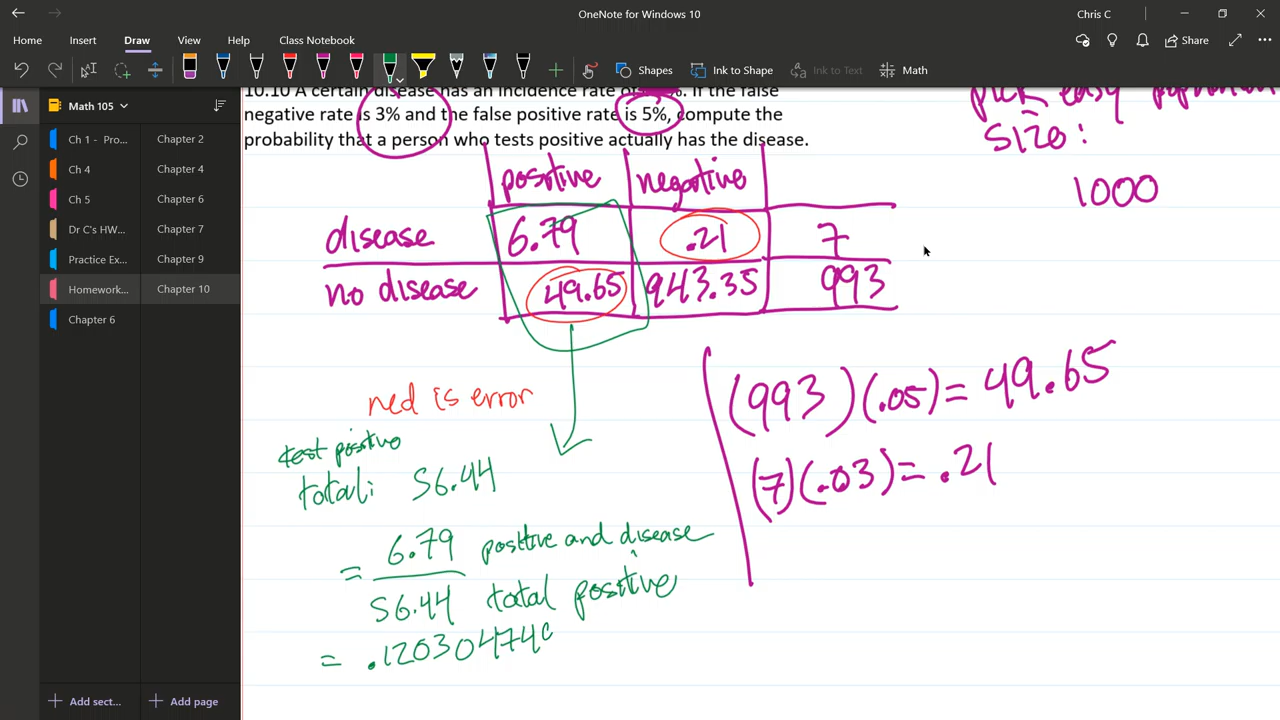 OneNote for Windows 10
Chris C
Home Insert Draw View Help Class Notebook
Share
Shapes Ink to Shape Ink to Text Math
Math 105
Ch 1 - Pro...
Ch 4
Ch 5
Dr C's HW...
Practice Ex...
Homework...
Chapter 6
Chapter 2
Chapter 4
Chapter 6
Chapter 7
Chapter 9
Chapter 10
Add sect...
Add page
10.10 A certain disease has an incidence rate of %. If the false
negative rate is 3% and the false positive rate is 5%, compute the
probability that a person who tests positive actually has the disease.
pick easy
size:
1000
positive negative
disease 6.79 .21 7
no disease 49.65 943.35 993
(993)(.05) = 49.65
(7)(.03) = .21
red is error
test positive
total: 56.44
= 6.79 positive and disease
56.44 total positive
= .12030474